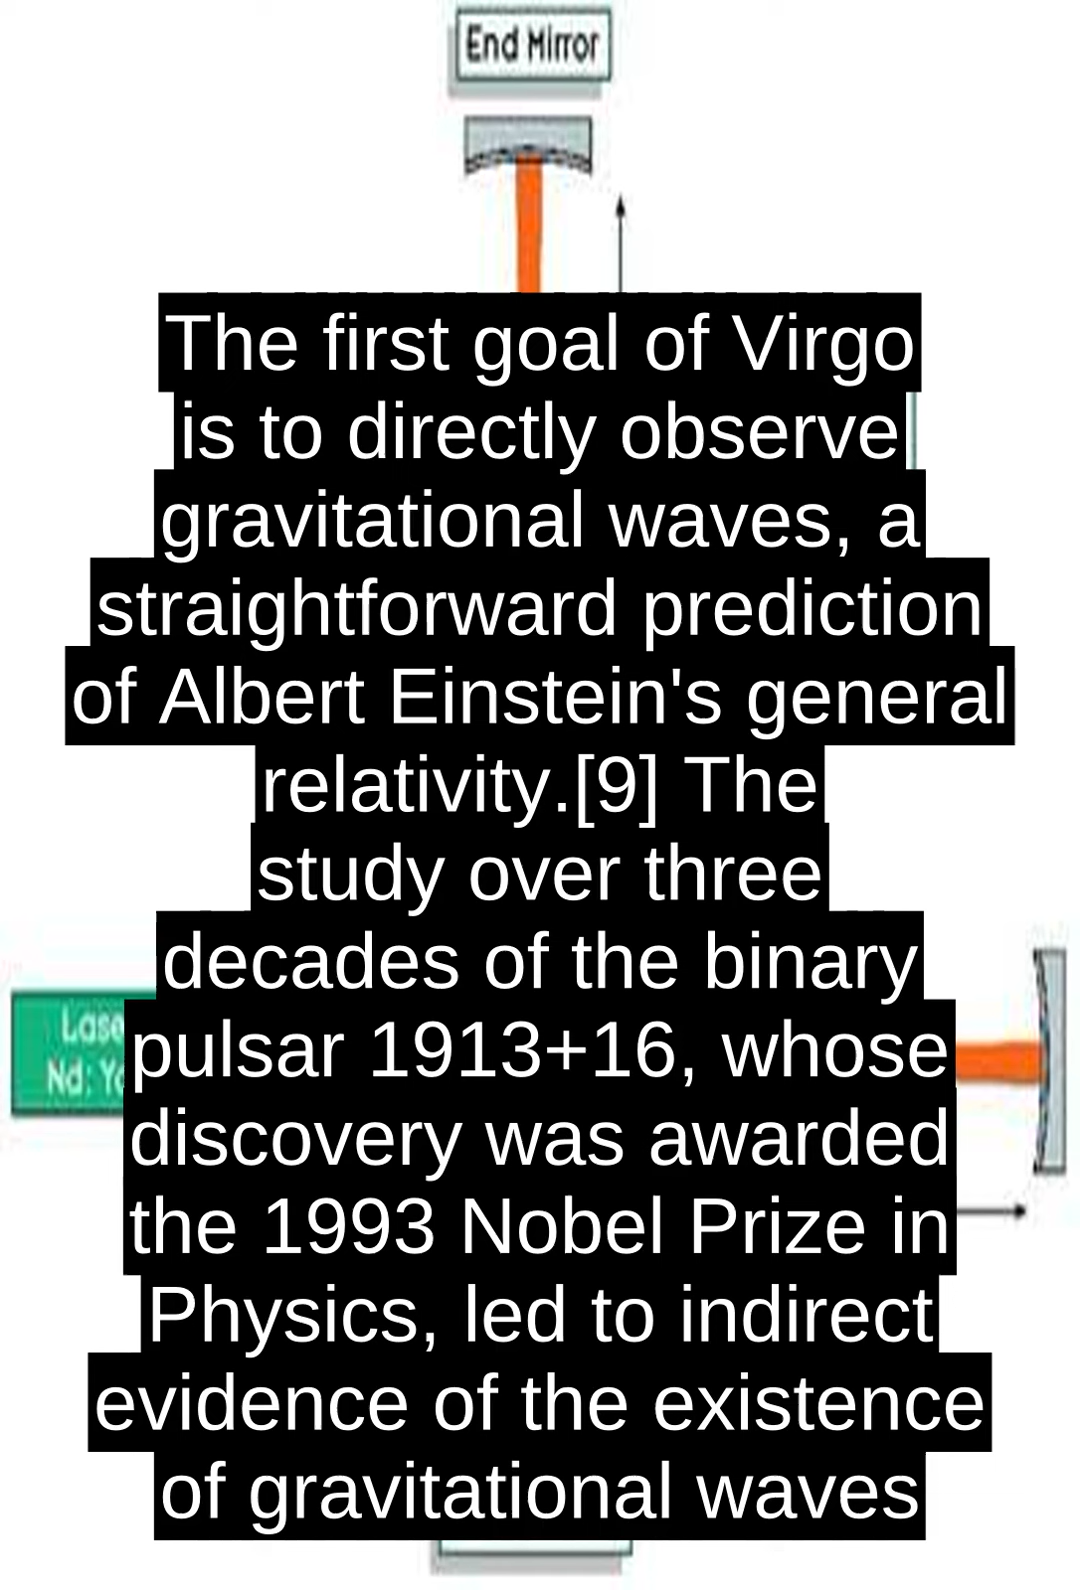 End Mirror
The first goal of Virgo
is to directly observe
gravitational waves, a
straightforward prediction
of Albert Einstein's general
relativity.[9] The
study over three
decades of the binary
pulsar 1913+16, whose
discovery was awarded
the 1993 Nobel Prize in
Physics, led to indirect
evidence of the existence
of gravitational waves
Nd: